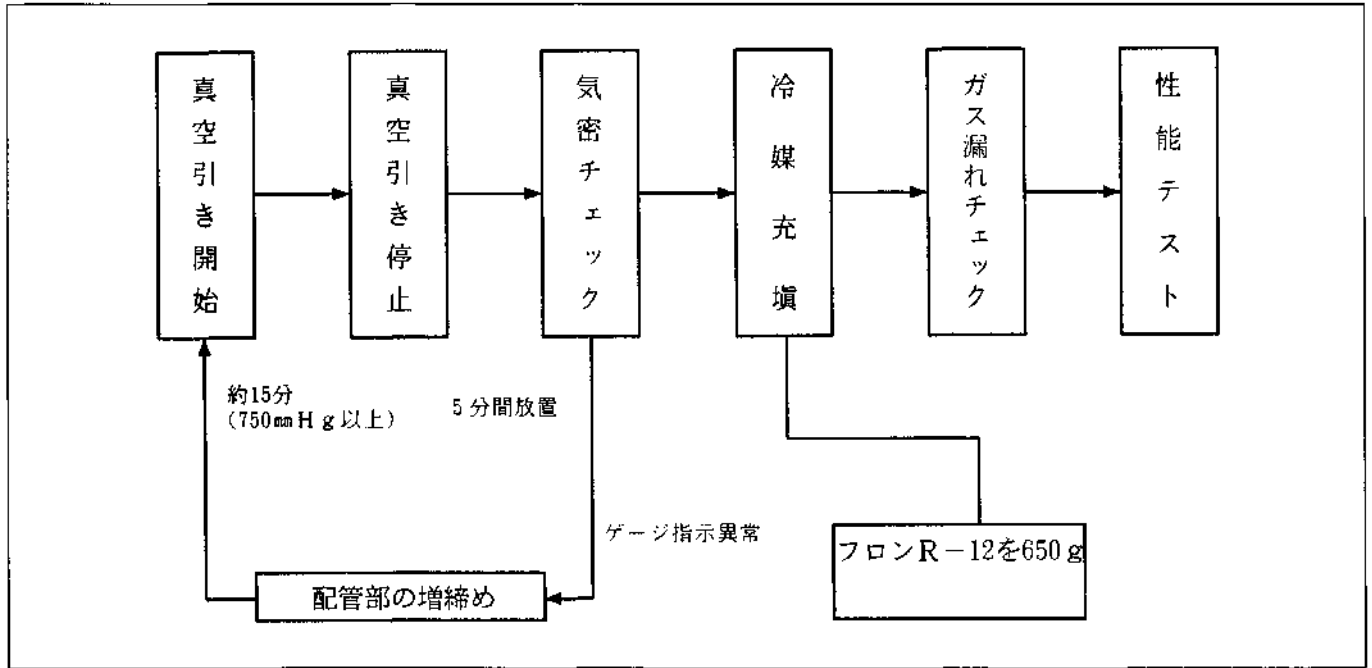 真空引き開始
真空引き停止
気密チェック
冷媒充塡
ガス漏れチェック
性能テスト
約15分
(750㎜Hg以上)
5分間放置
ゲージ指示異常
配管部の増締め
フロンR-12を650g